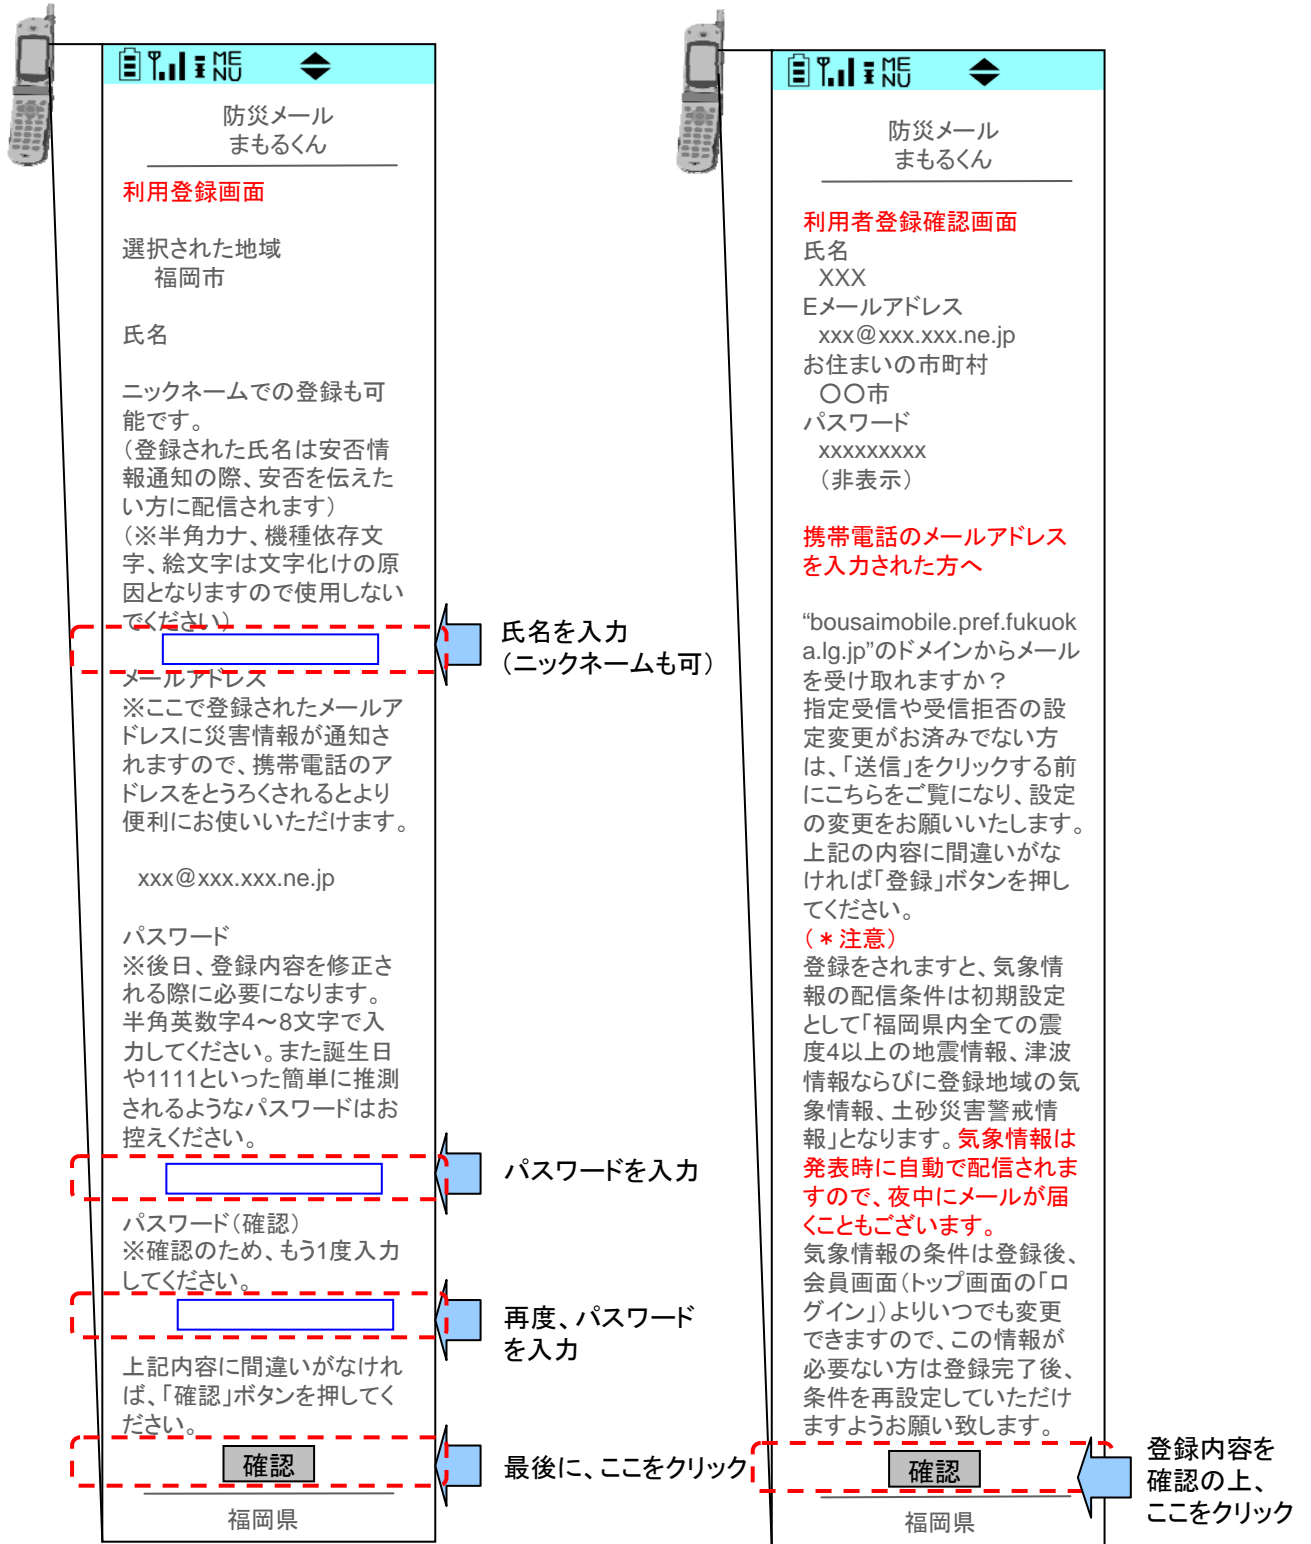 MENU
防災メール
まもるくん
利用登録画面
選択された地域
福岡市
氏名
ニックネームでの登録も可
能です。
（登録された氏名は安否情
報通知の際、安否を伝えた
い方に配信されます）
（※半角カナ、機種依存文
字、絵文字は文字化けの原
因となりますので使用しない
でください）
メールアドレス
※ここで登録されたメールア
ドレスに災害情報が通知さ
れますので、携帯電話のア
ドレスをとうろくされるとより
便利にお使いいただけます。
xxx@xxx.xxx.ne.jp
パスワード
※後日、登録内容を修正さ
れる際に必要になります。
半角英数字4～8文字で入
力してください。また誕生日
や1111といった簡単に推測
されるようなパスワードはお
控えください。
パスワード（確認）
※確認のため、もう1度入力
してください。
上記内容に間違いがなけれ
ば、「確認」ボタンを押してく
ださい。
確認
福岡県
氏名を入力
（ニックネームも可）
パスワードを入力
再度、パスワード
を入力
最後に、ここをクリック
MENU
防災メール
まもるくん
利用者登録確認画面
氏名
XXX
Eメールアドレス
xxx@xxx.xxx.ne.jp
お住まいの市町村
〇〇市
パスワード
xxxxxxxxx
（非表示）
携帯電話のメールアドレス
を入力された方へ
“bousaimobile.pref.fukuok
a.lg.jp”のドメインからメール
を受け取れますか？
指定受信や受信拒否の設
定変更がお済みでない方
は、「送信」をクリックする前
にこちらをご覧になり、設定
の変更をお願いいたします。
上記の内容に間違いがな
ければ「登録」ボタンを押し
てください。
（＊注意）
登録をされますと、気象情
報の配信条件は初期設定
として「福岡県内全ての震
度4以上の地震情報、津波
情報ならびに登録地域の気
象情報、土砂災害警戒情
報」となります。気象情報は
発表時に自動で配信されま
すので、夜中にメールが届
くこともございます。
気象情報の条件は登録後、
会員画面（トップ画面の「ロ
グイン」）よりいつでも変更
できますので、この情報が
必要ない方は登録完了後、
条件を再設定していただけ
ますようお願い致します。
確認
福岡県
登録内容を
確認の上、
ここをクリック